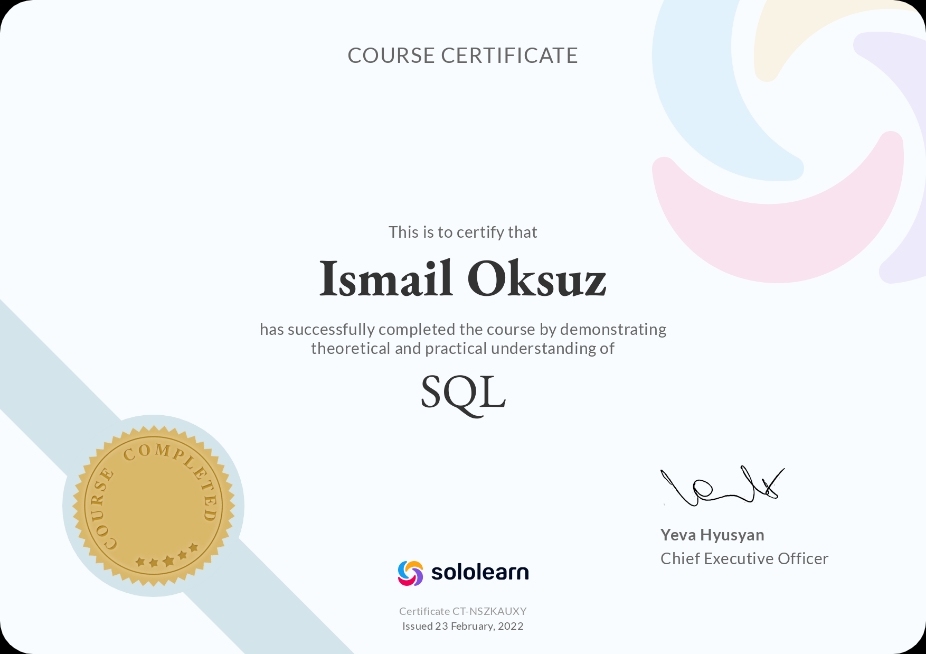 COURSE CERTIFICATE
This is to certify that
Ismail Oksuz
has successfully completed the course by demonstrating
theoretical and practical understanding of
SQL
COURSE COMPLETED
Yeva Hyusyan
Chief Executive Officer
sololearn
Certificate CT-NSZKAUXY
Issued 23 February, 2022